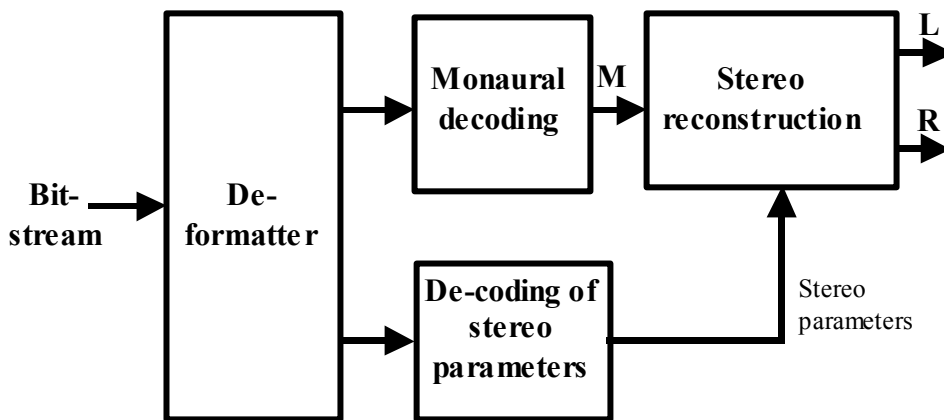 Bit-
stream
De-
formatter
Monaural
decoding
M
Stereo
reconstruction
L
R
De-coding of
stereo
parameters
Stereo
parameters